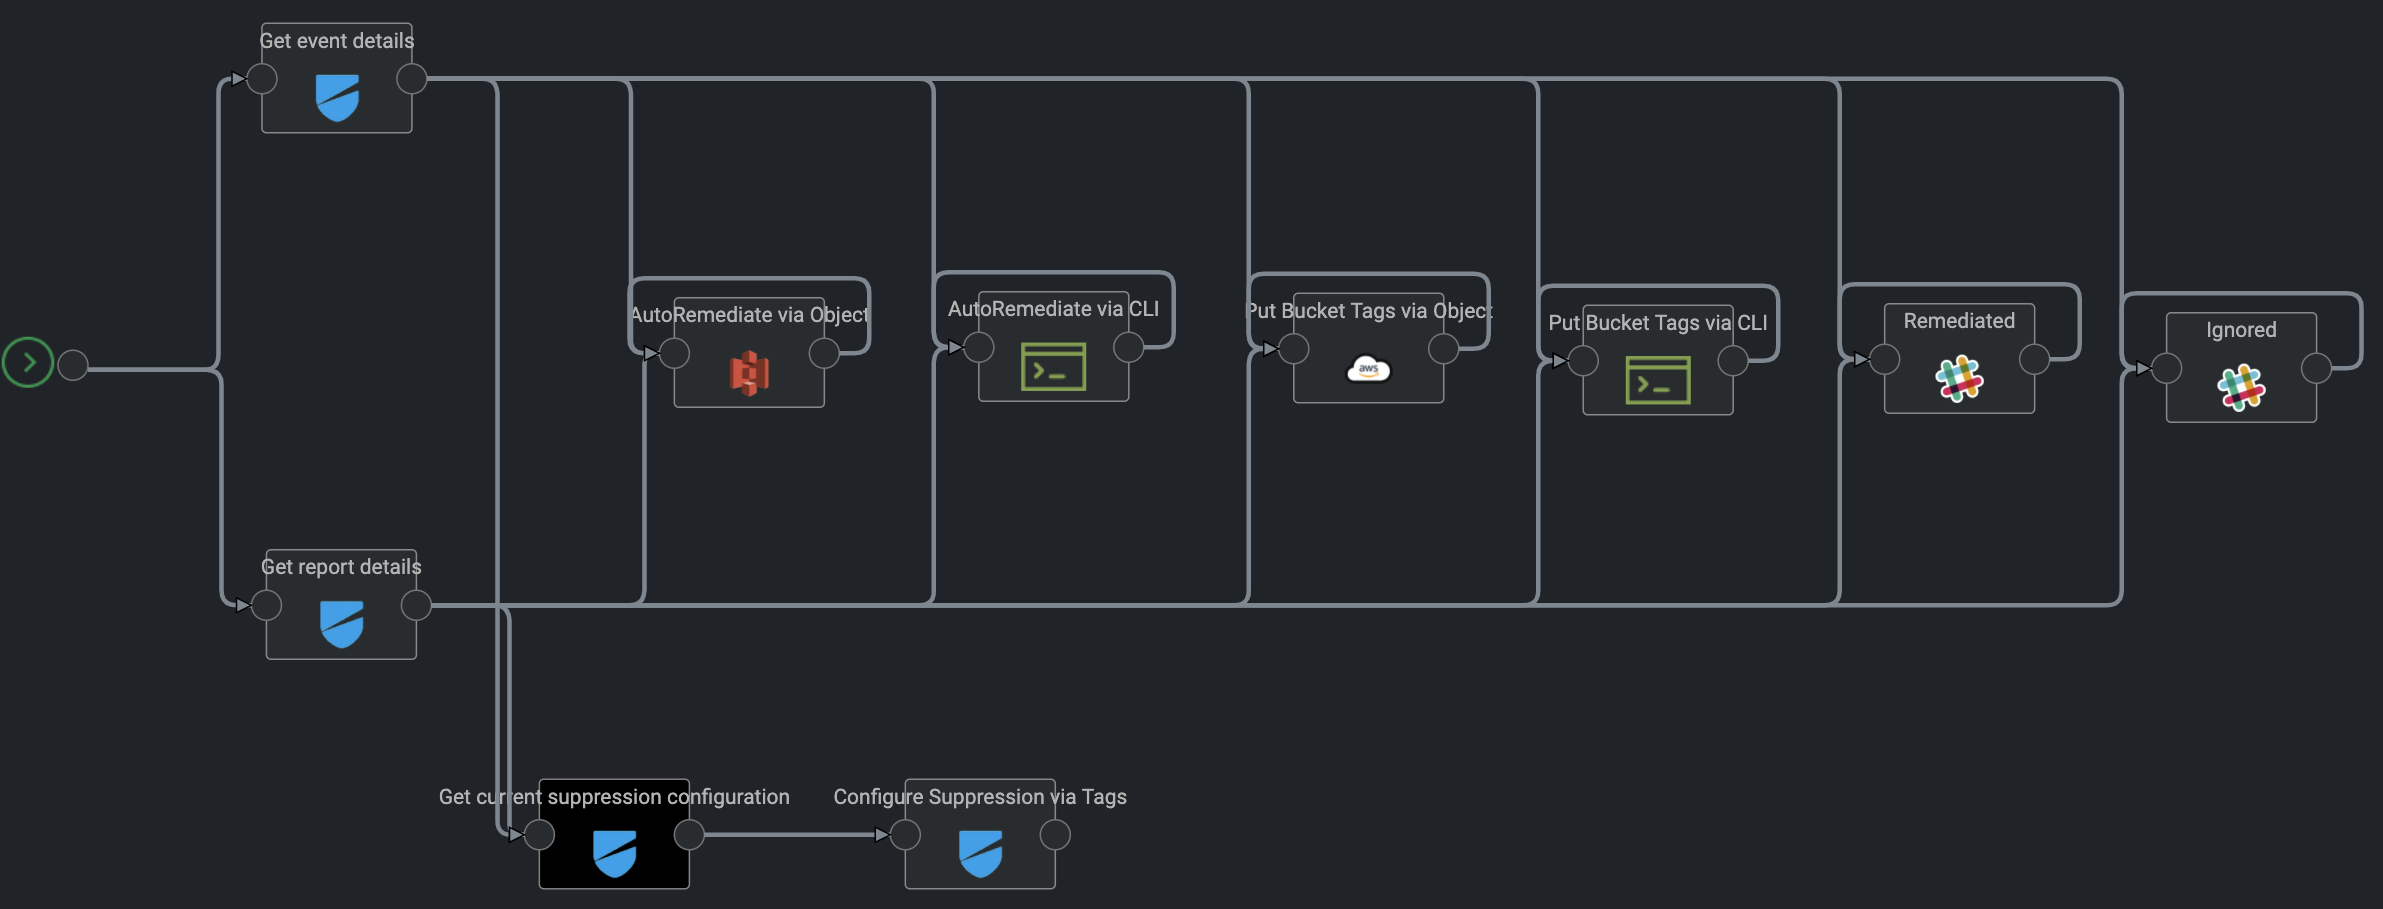 Get event details
AutoRemediate via Object
AutoRemediate via CLI
Put Bucket Tags via Object
aws
Put Bucket Tags via CLI
Remediated
Ignored
Get report details
Get current suppression configuration
Configure Suppression via Tags